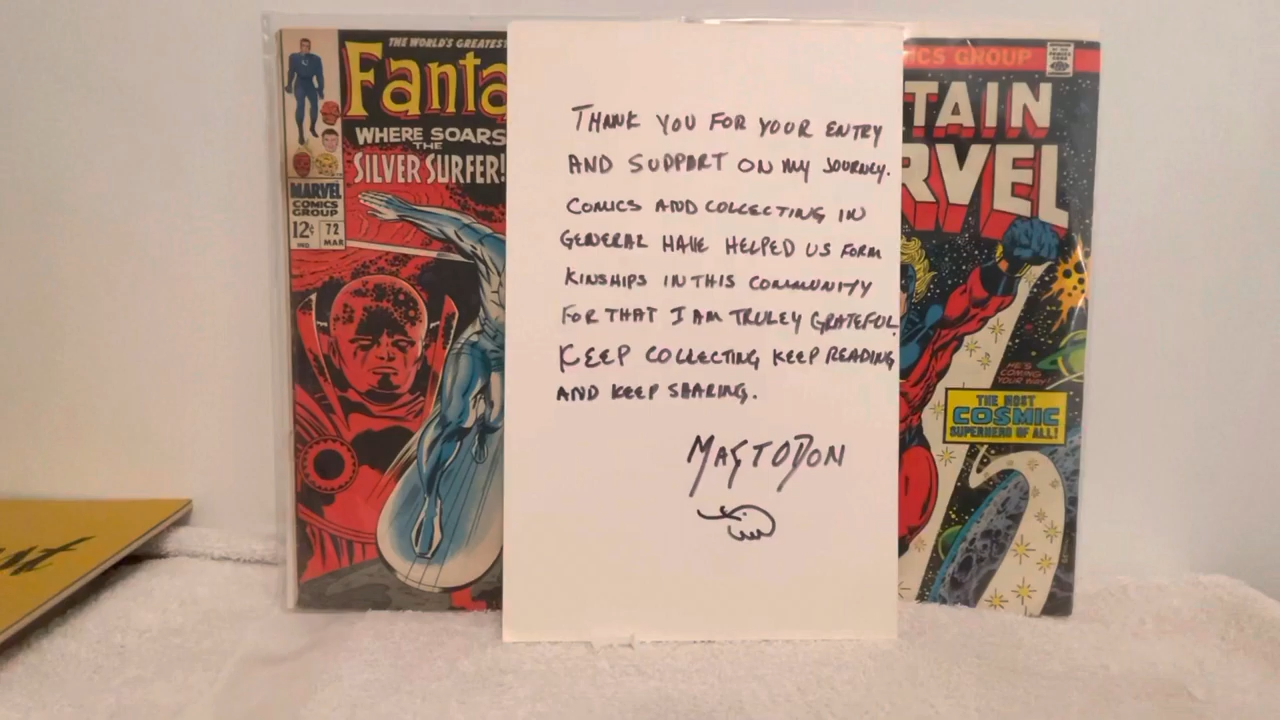 THE WORLD'S GREATEST
Fanta
WHERE SOARS
THE
SILVER SURFER!
MARVEL
COMICS
GROUP
12¢
IND
72
MAR
THANK YOU FOR YOUR ENTRY
AND SUPPORT ON MY JOURNEY.
COMICS AND COLLECTING IN
GENERAL HAVE HELPED US FORM
KINSHIPS IN THIS COMMUNITY
FOR THAT I AM TRULEY GRATEFUL.
KEEP COLLECTING KEEP READING
AND KEEP SHARING.
MASTODON
ICS GROUP
TAIN
RVEL
HE'S
COMING
YOUR WAY!
THE MOST
COSMIC
SUPERHERO OF ALL!